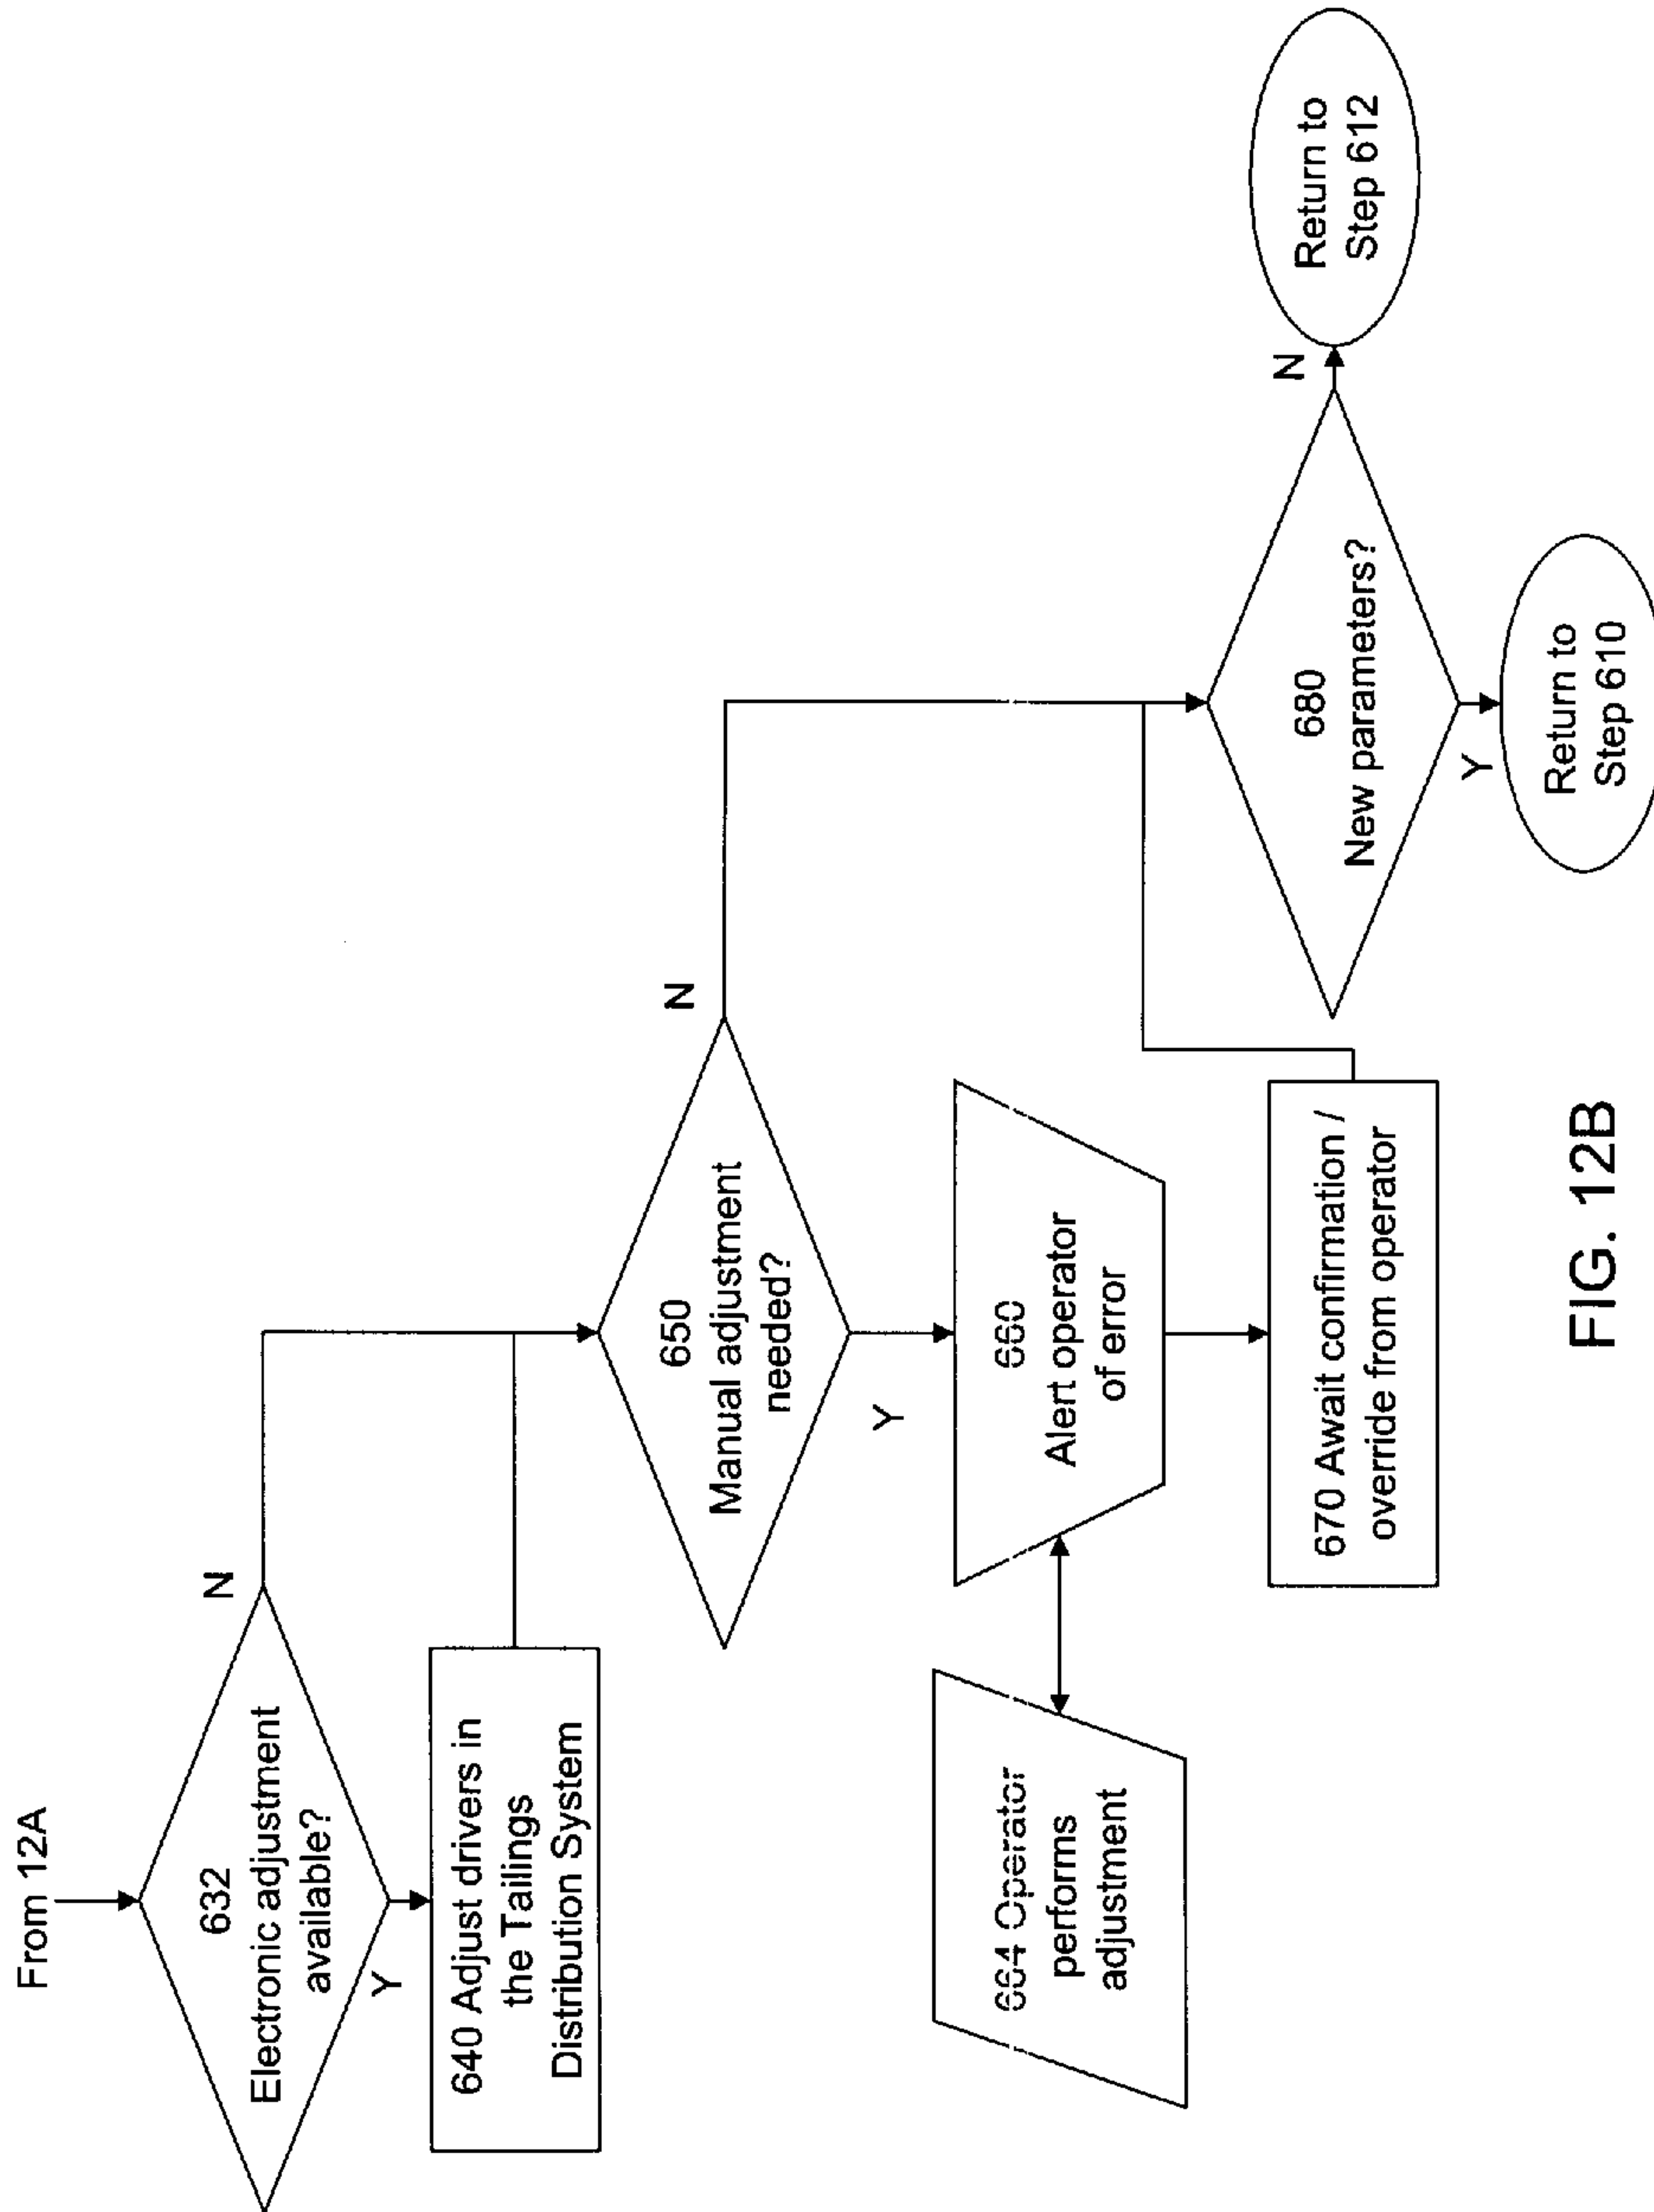 From 12A
632
Electronic adjustment
available?
N
Y
640 Adjust drivers in
the Tailings
Distribution System
650
Manual adjustment
needed?
N
Y
660
Alert operator
of error
664 Operator
performs
adjustment
670 Await confirmation /
override from operator
680
New parameters?
N
Return to
Step 612
Y
Return to
Step 610
FIG. 12B